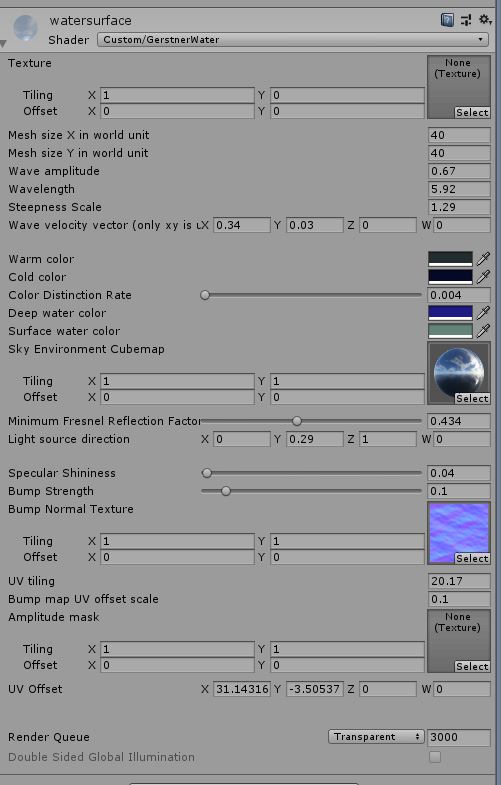 watersurface
Shader Custom/GerstnerWater
Texture
None
(Texture)
Tiling X 1 Y 0
Offset X 0 Y 0
Select
Mesh size X in world unit 40
Mesh size Y in world unit 40
Wave amplitude 0.67
Wavelength 5.92
Steepness Scale 1.29
Wave velocity vector (only xy is u X 0.34 Y 0.03 Z 0 W 0
Warm color
Cold color
Color Distinction Rate 0.004
Deep water color
Surface water color
Sky Environment Cubemap
Tiling X 1 Y 1
Offset X 0 Y 0
Select
Minimum Fresnel Reflection Factor 0.434
Light source direction X 0 Y 0.29 Z 1 W 0
Specular Shininess 0.04
Bump Strength 0.1
Bump Normal Texture
Tiling X 1 Y 1
Offset X 0 Y 0
Select
UV tiling 20.17
Bump map UV offset scale 0.1
Amplitude mask
None
(Texture)
Tiling X 1 Y 1
Offset X 0 Y 0
Select
UV Offset X 31.14316 Y -3.50537 Z 0 W 0
Render Queue Transparent 3000
Double Sided Global Illumination